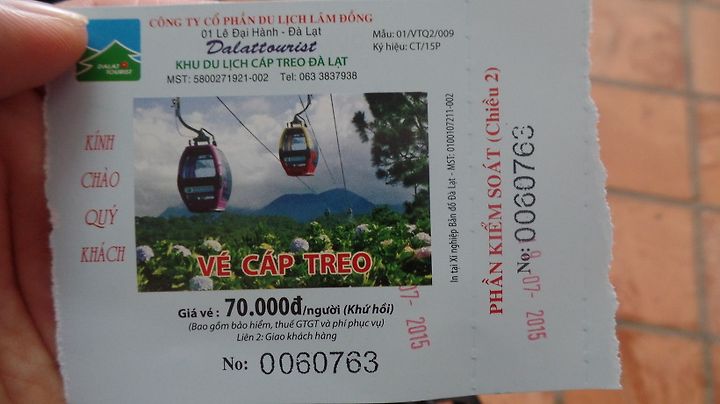 CÔNG TY CỔ PHẦN DU LỊCH LÂM ĐỒNG
01 Lê Đại Hành - Đà Lạt
Dalattourist
KHU DU LỊCH CÁP TREO ĐÀ LẠT
MST: 5800271921-002 Tel: 063 3837938
Mẫu: 01/VTQ2/009
Ký hiệu: CT/15P
DALAT
TOURIST
KÍNH
CHÀO
QUÝ
KHÁCH
VÉ CÁP TREO
Giá vé : 70.000đ/người (Khứ hồi)
(Bao gồm bảo hiểm, thuế GTGT và phí phục vụ)
Liên 2: Giao khách hàng
No: 0060763
07- 2015
In tại Xí nghiệp Bản đồ Đà Lạt - MST: 0100107211-002
PHẦN KIỂM SOÁT (Chiều 2)
No: 0060763
07- 2015